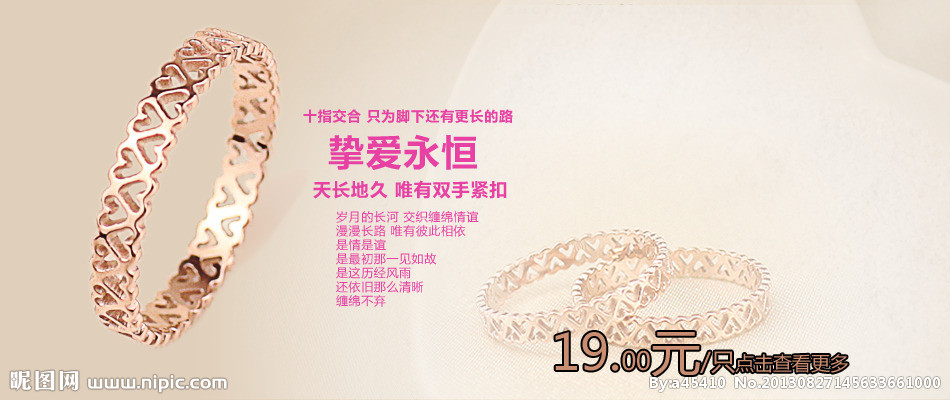 十指交合 只为脚下还有更长的路
挚爱永恒
天长地久 唯有双手紧扣
岁月的长河 交织缠绵情谊
漫漫长路 唯有彼此相依
是情是谊
是最初那一见如故
是这历经风雨
还依旧那么清晰
缠绵不弃
19.00元/只点击查看更多
昵图网 www.nipic.com
By:a45410 No.20130827145633661000